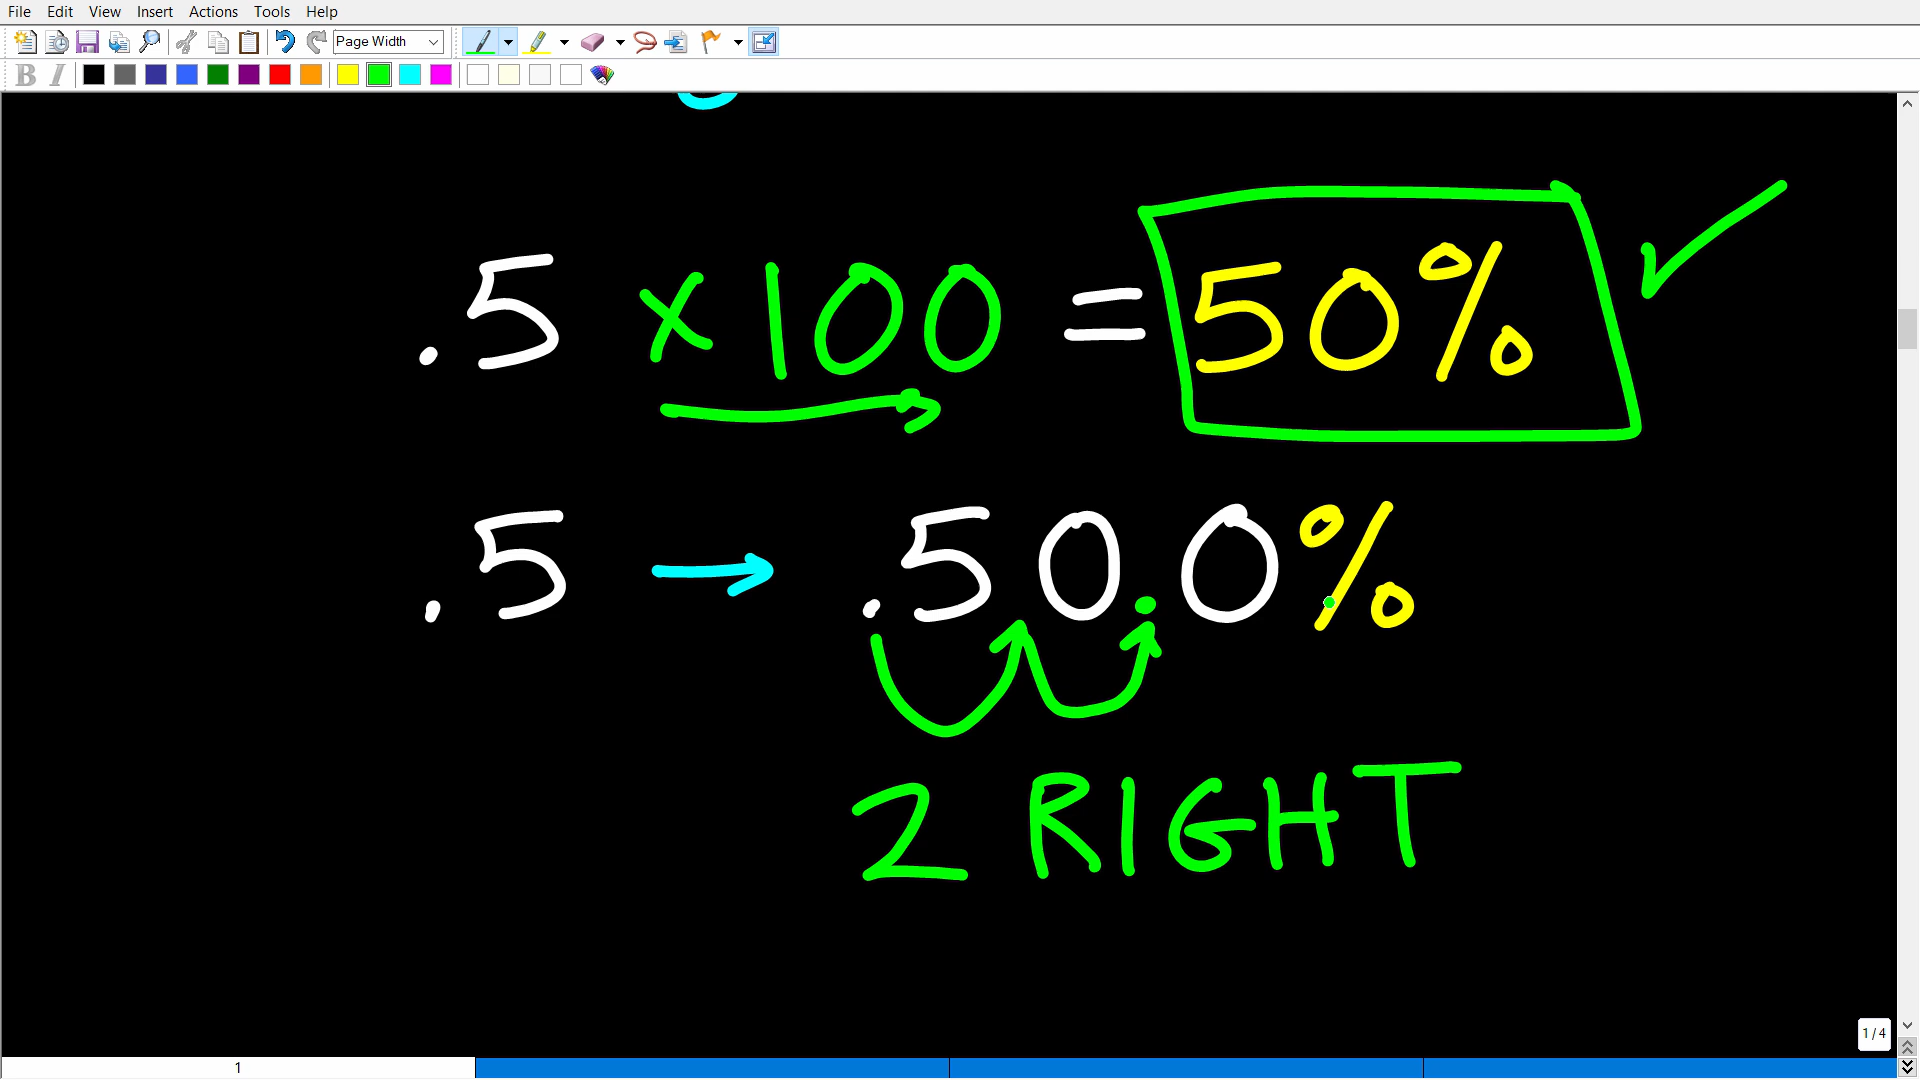 File Edit View Insert Actions Tools Help
Page Width
B I
.5 ×100 = 50%
.5 → .50.0%
2 RIGHT
1 / 4
1